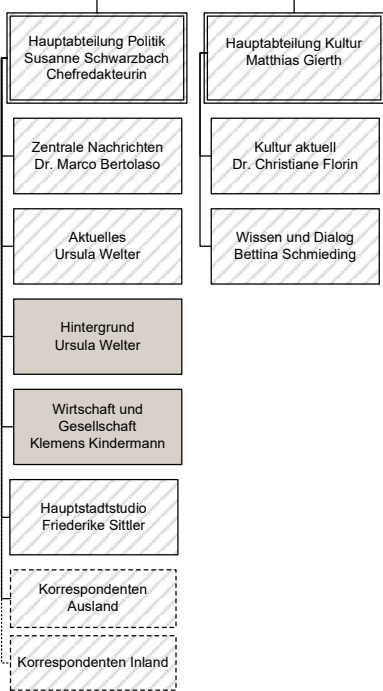 Hauptabteilung Politik
Susanne Schwarzbach
Chefredakteurin
Zentrale Nachrichten
Dr. Marco Bertolaso
Aktuelles
Ursula Welter
Hintergrund
Ursula Welter
Wirtschaft und
Gesellschaft
Klemens Kindermann
Hauptstadtstudio
Friederike Sittler
Korrespondenten
Ausland
Korrespondenten Inland
Hauptabteilung Kultur
Matthias Gierth
Kultur aktuell
Dr. Christiane Florin
Wissen und Dialog
Bettina Schmieding